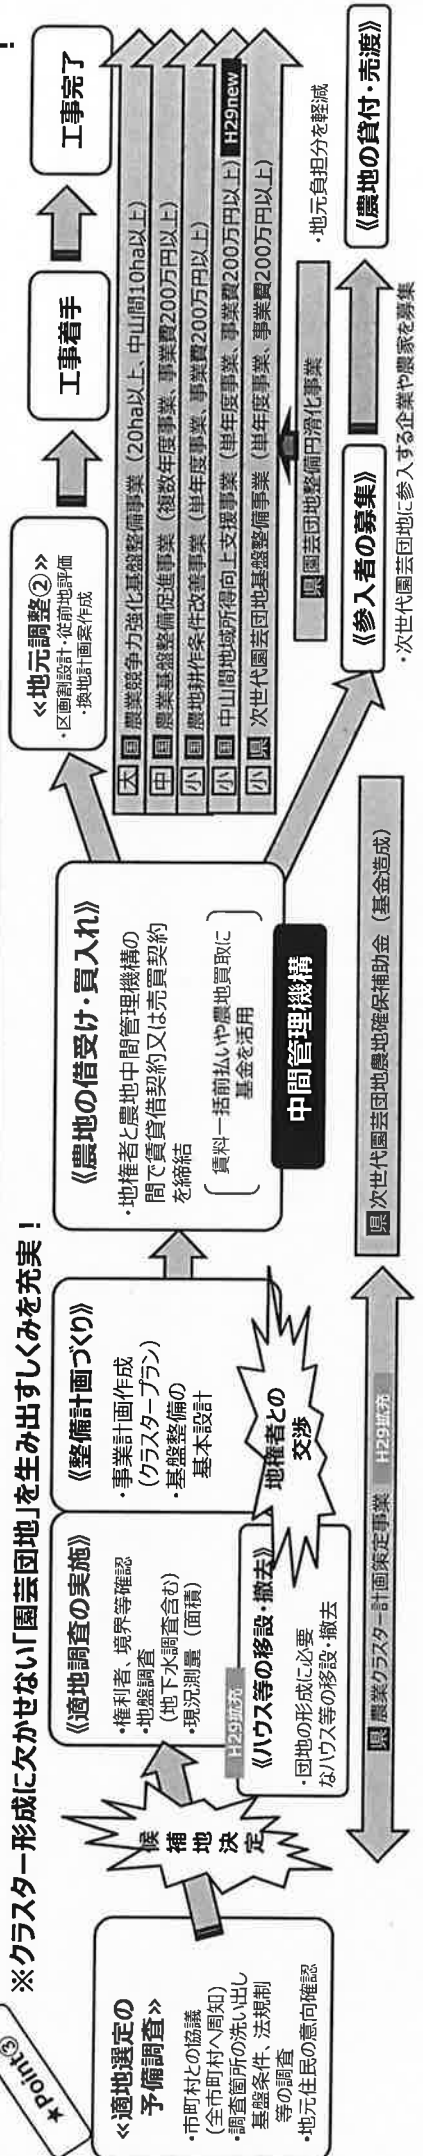 ★Point③
※クラスター形成に欠かせない「園芸団地」を生み出すしくみを充実！
≪適地選定の
予備調査≫
・市町村との協議
(全市町村へ周知)
・調査箇所の洗い出し
基盤条件、法規制
等の調査
・地元住民の意向確認
候補地決定
《適地調査の実施》
・権利者、境界等確認
・地盤調査
(地下水調査含む)
・現況測量（面積）
H29拡充
《ハウス等の移設・撤去》
・団地の形成に必要
なハウス等の移設・撤去
《整備計画づくり》
・事業計画作成
(クラスタープラン)
・基盤整備の
基本設計
地権者との
交渉
県 農業クラスター計画策定事業 H29拡充
《農地の借受け・買入れ》
・地権者と農地中間管理機構の
間で賃貸借契約又は売買契約
を締結
賃料一括前払いや農地買取に
基金を活用
中間管理機構
県 次世代園芸団地農地確保補助金（基金造成）
≪地元調整②≫
・区画割設計・従前地評価
・換地計画案作成
工事着手
工事完了
大 国 農業競争力強化基盤整備事業（20ha以上、中山間10ha以上）
中 国 農業基盤整備促進事業（複数年度事業、事業費200万円以上）
小 国 農地耕作条件改善事業（単年度事業、事業費200万円以上）
小 国 中山間地域所得向上支援事業（単年度事業、事業費200万円以上） H29new
小 県 次世代園芸団地基盤整備事業（単年度事業、事業費200万円以上）
県 園芸団地整備円滑化事業
・地元負担分を軽減
《参入者の募集》
・次世代園芸団地に参入する企業や農家を募集
《農地の貸付・売渡》